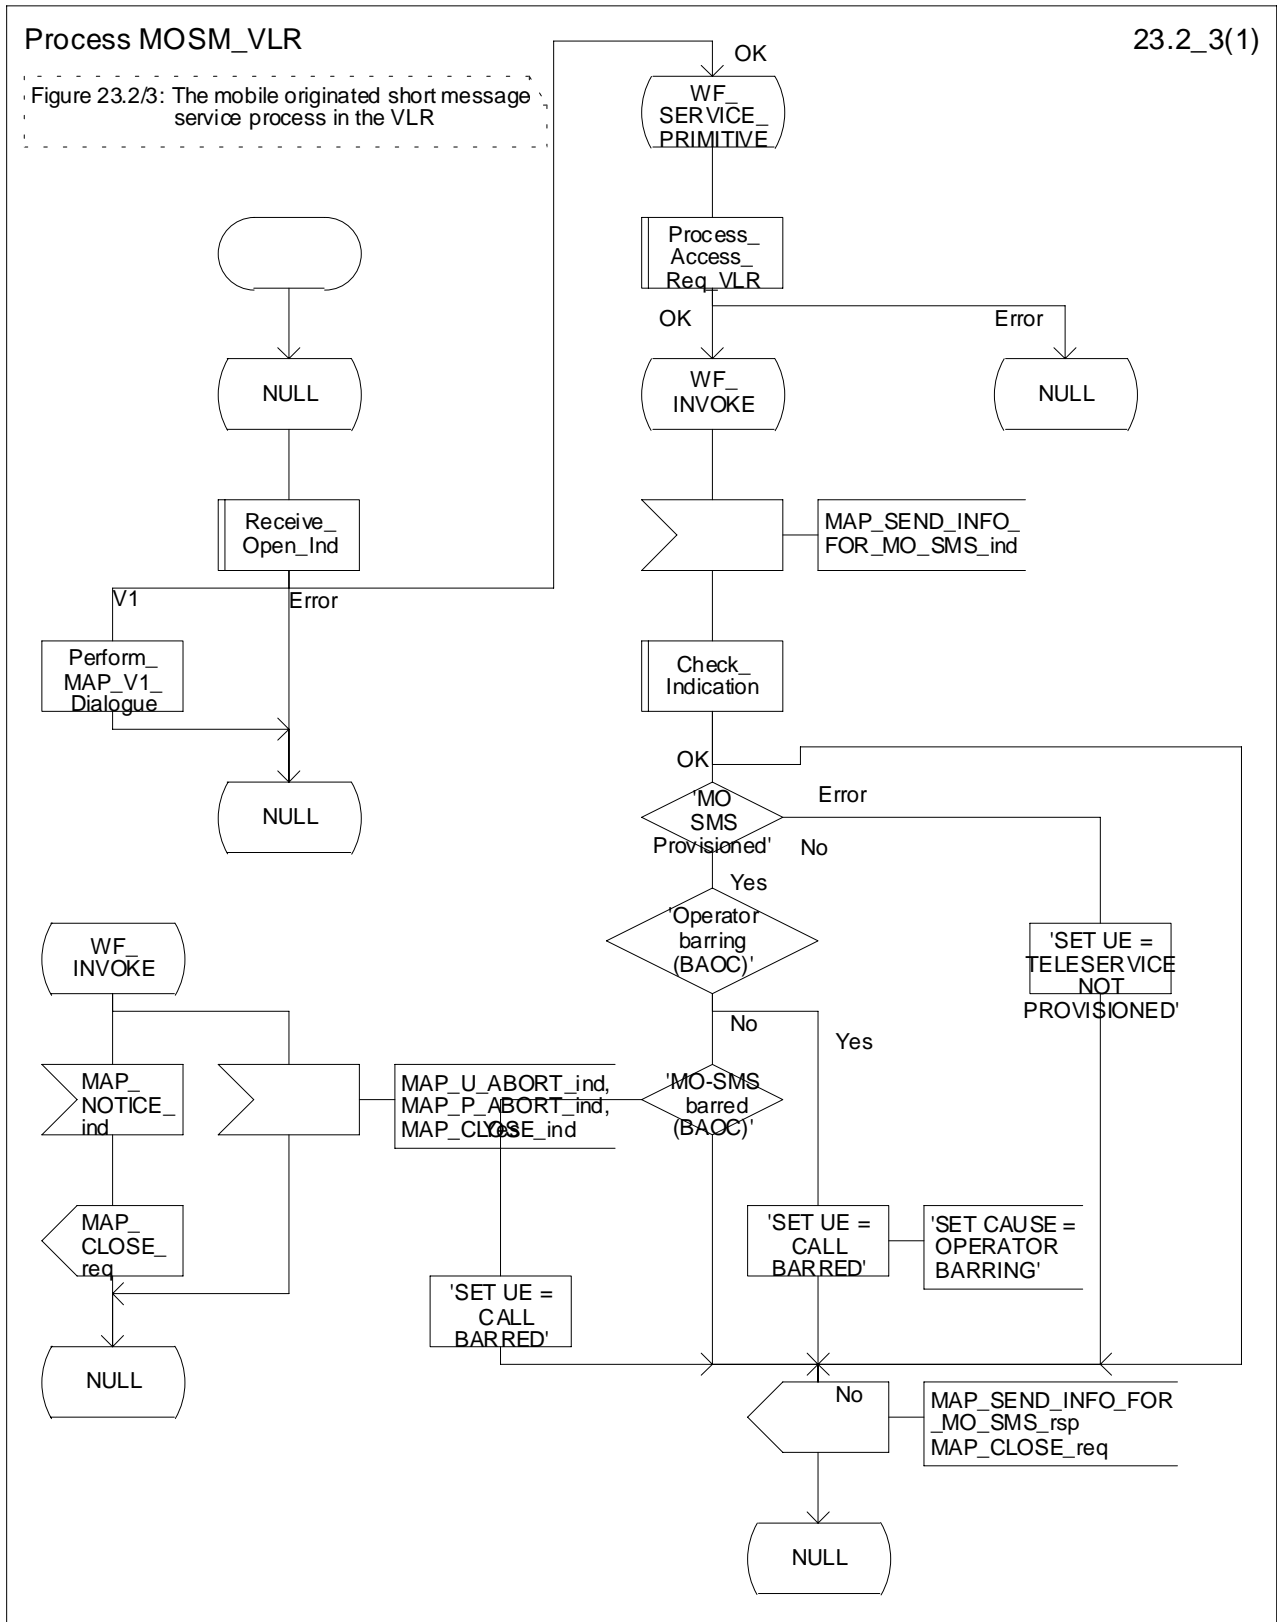 Process MOSM_VLR
23.2_3(1)
Figure 23.2/3: The mobile originated short message
service process in the VLR
OK
WF_
SERVICE_
PRIMITIVE
Process_
Access_
Req_VLR
OK
Error
NULL
WF_
INVOKE
NULL
Receive_
Open_Ind
MAP_SEND_INFO_
FOR_MO_SMS_ind
V1
Error
Perform_
MAP_V1_
Dialogue
Check_
Indication
OK
NULL
'MO
SMS
Provisioned'
Error
No
Yes
'Operator
barring
(BAOC)'
'SET UE =
TELESERVICE
NOT
PROVISIONED'
WF_
INVOKE
No
Yes
MAP_
NOTICE_
ind
MAP_U_ABORT_ind,
MAP_P_ABORT_ind,
MAP_CLOSE_ind
Yes
'MO-SMS
barred
(BAOC)'
MAP_
CLOSE_
req
'SET UE =
CALL
BARRED'
'SET CAUSE =
OPERATOR
BARRING'
'SET UE =
CALL
BARRED'
NULL
No
MAP_SEND_INFO_FOR
_MO_SMS_rsp
MAP_CLOSE_req
NULL